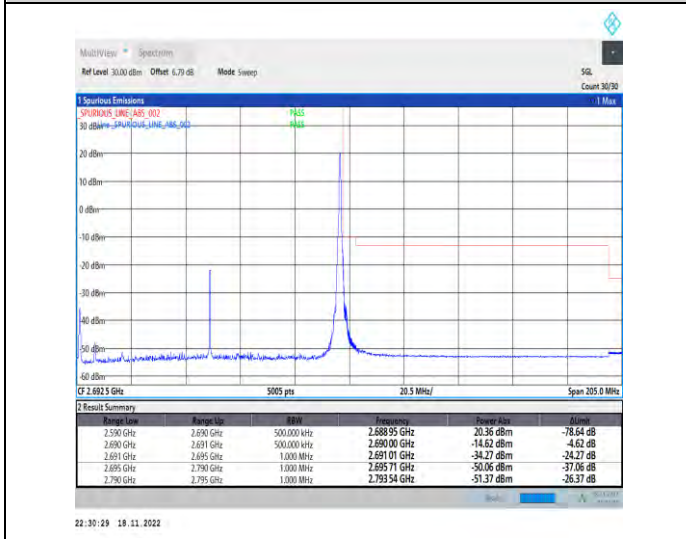 MultiView Spectrum
Ref Level 30.00 dBm Offset 6.79 dB Mode Sweep SGL
Count 30/30
1 Spurious Emissions 1 Max
_SPURIOUS_LINE_ABS_002 PASS
30 dBm Line _SPURIOUS_LINE_ABS_002 PASS
20 dBm
10 dBm
0 dBm
-10 dBm
-20 dBm
-30 dBm
-40 dBm
-50 dBm
-60 dBm
CF 2.6925 GHz 5005 pts 20.5 MHz/ Span 205.0 MHz
2 Result Summary
Range Low Range Up RBW Frequency Power Abs ΔLimit
2.590 GHz 2.690 GHz 500.000 kHz 2.688 95 GHz 20.36 dBm -78.64 dB
2.690 GHz 2.691 GHz 500.000 kHz 2.690 00 GHz -14.62 dBm -4.62 dB
2.691 GHz 2.695 GHz 1.000 MHz 2.691 01 GHz -34.27 dBm -24.27 dB
2.695 GHz 2.790 GHz 1.000 MHz 2.695 71 GHz -50.06 dBm -37.06 dB
2.790 GHz 2.795 GHz 1.000 MHz 2.793 54 GHz -51.37 dBm -26.37 dB
22:30:29 18.11.2022